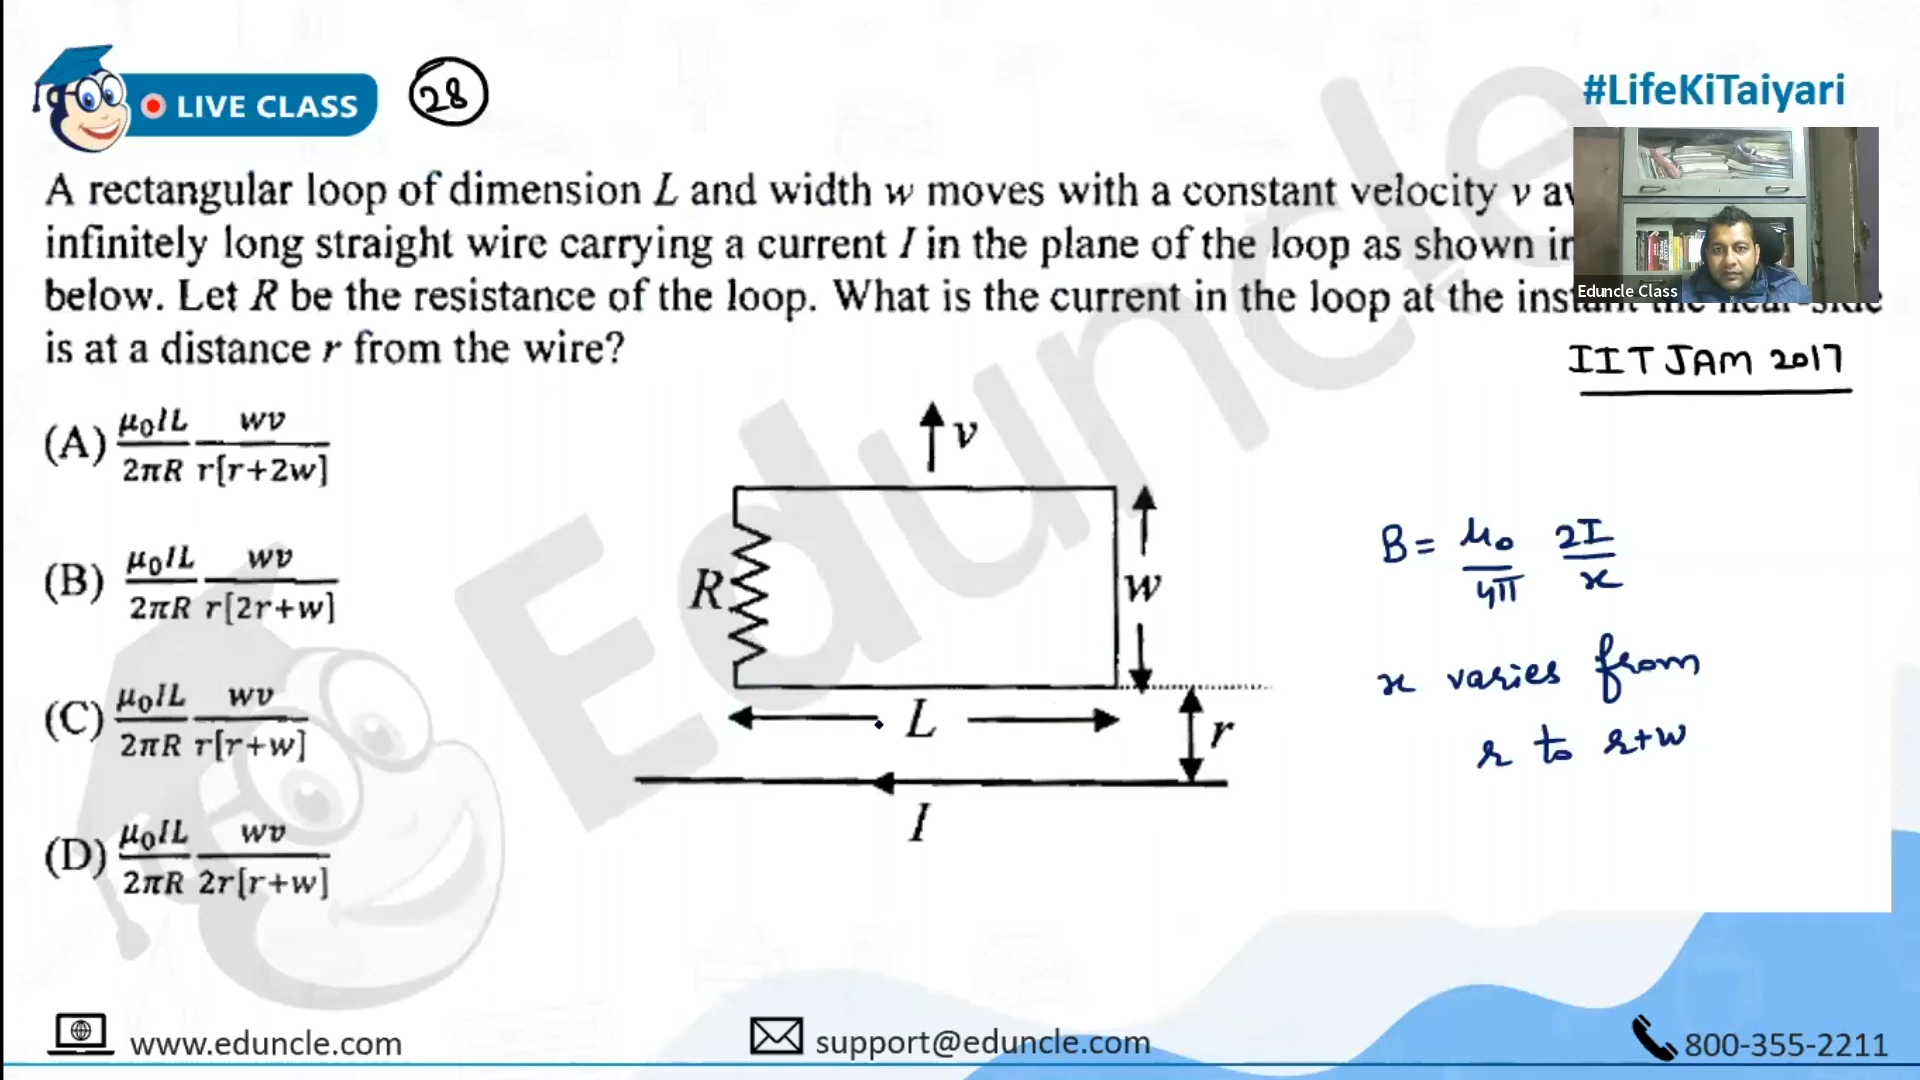 LIVE CLASS
28
#LifeKiTaiyari
A rectangular loop of dimension L and width w moves with a constant velocity v
infinitely long straight wire carrying a current I in the plane of the loop as shown
below. Let R be the resistance of the loop. What is the current in the loop at the
is at a distance r from the wire?
Eduncle Class
IIT JAM 2017
(A) μ₀IL/2πR wv/r[r+2w]
(B) μ₀IL/2πR wv/r[2r+w]
(C) μ₀IL/2πR wv/r[r+w]
(D) μ₀IL/2πR wv/2r[r+w]
v
R
w
L
r
I
B = μ₀/4π 2I/x
x varies from
r to r+w
Eduncle
www.eduncle.com
support@eduncle.com
800-355-2211